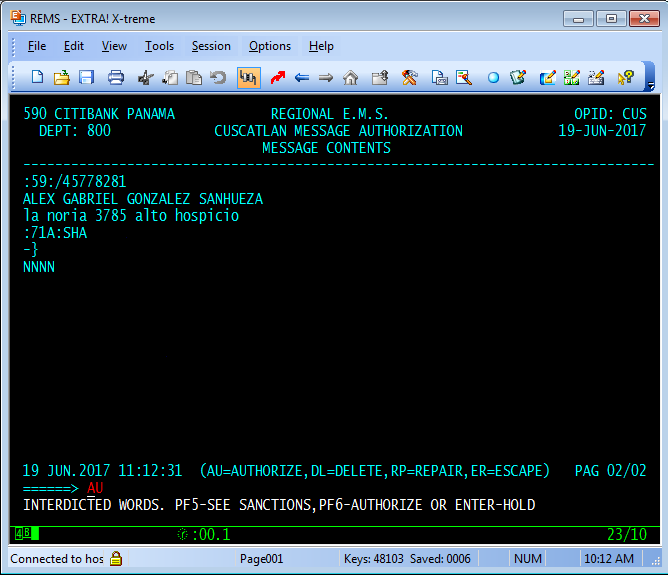 REMS - EXTRA! X-treme
File Edit View Tools Session Options Help
590 CITIBANK PANAMA REGIONAL E.M.S. OPID: CUS
DEPT: 800 CUSCATLAN MESSAGE AUTHORIZATION 19-JUN-2017
MESSAGE CONTENTS
-------------------------------------------------------------------------------
:59:/45778281
ALEX GABRIEL GONZALEZ SANHUEZA
la noria 3785 alto hospicio
:71A:SHA
-}
NNNN
19 JUN.2017 11:12:31 (AU=AUTHORIZE,DL=DELETE,RP=REPAIR,ER=ESCAPE) PAG 02/02
======> AU
INTERDICTED WORDS. PF5-SEE SANCTIONS,PF6-AUTHORIZE OR ENTER-HOLD
4B :00.1 23/10
Connected to hos Page001 Keys: 48103 Saved: 0006 NUM 10:12 AM